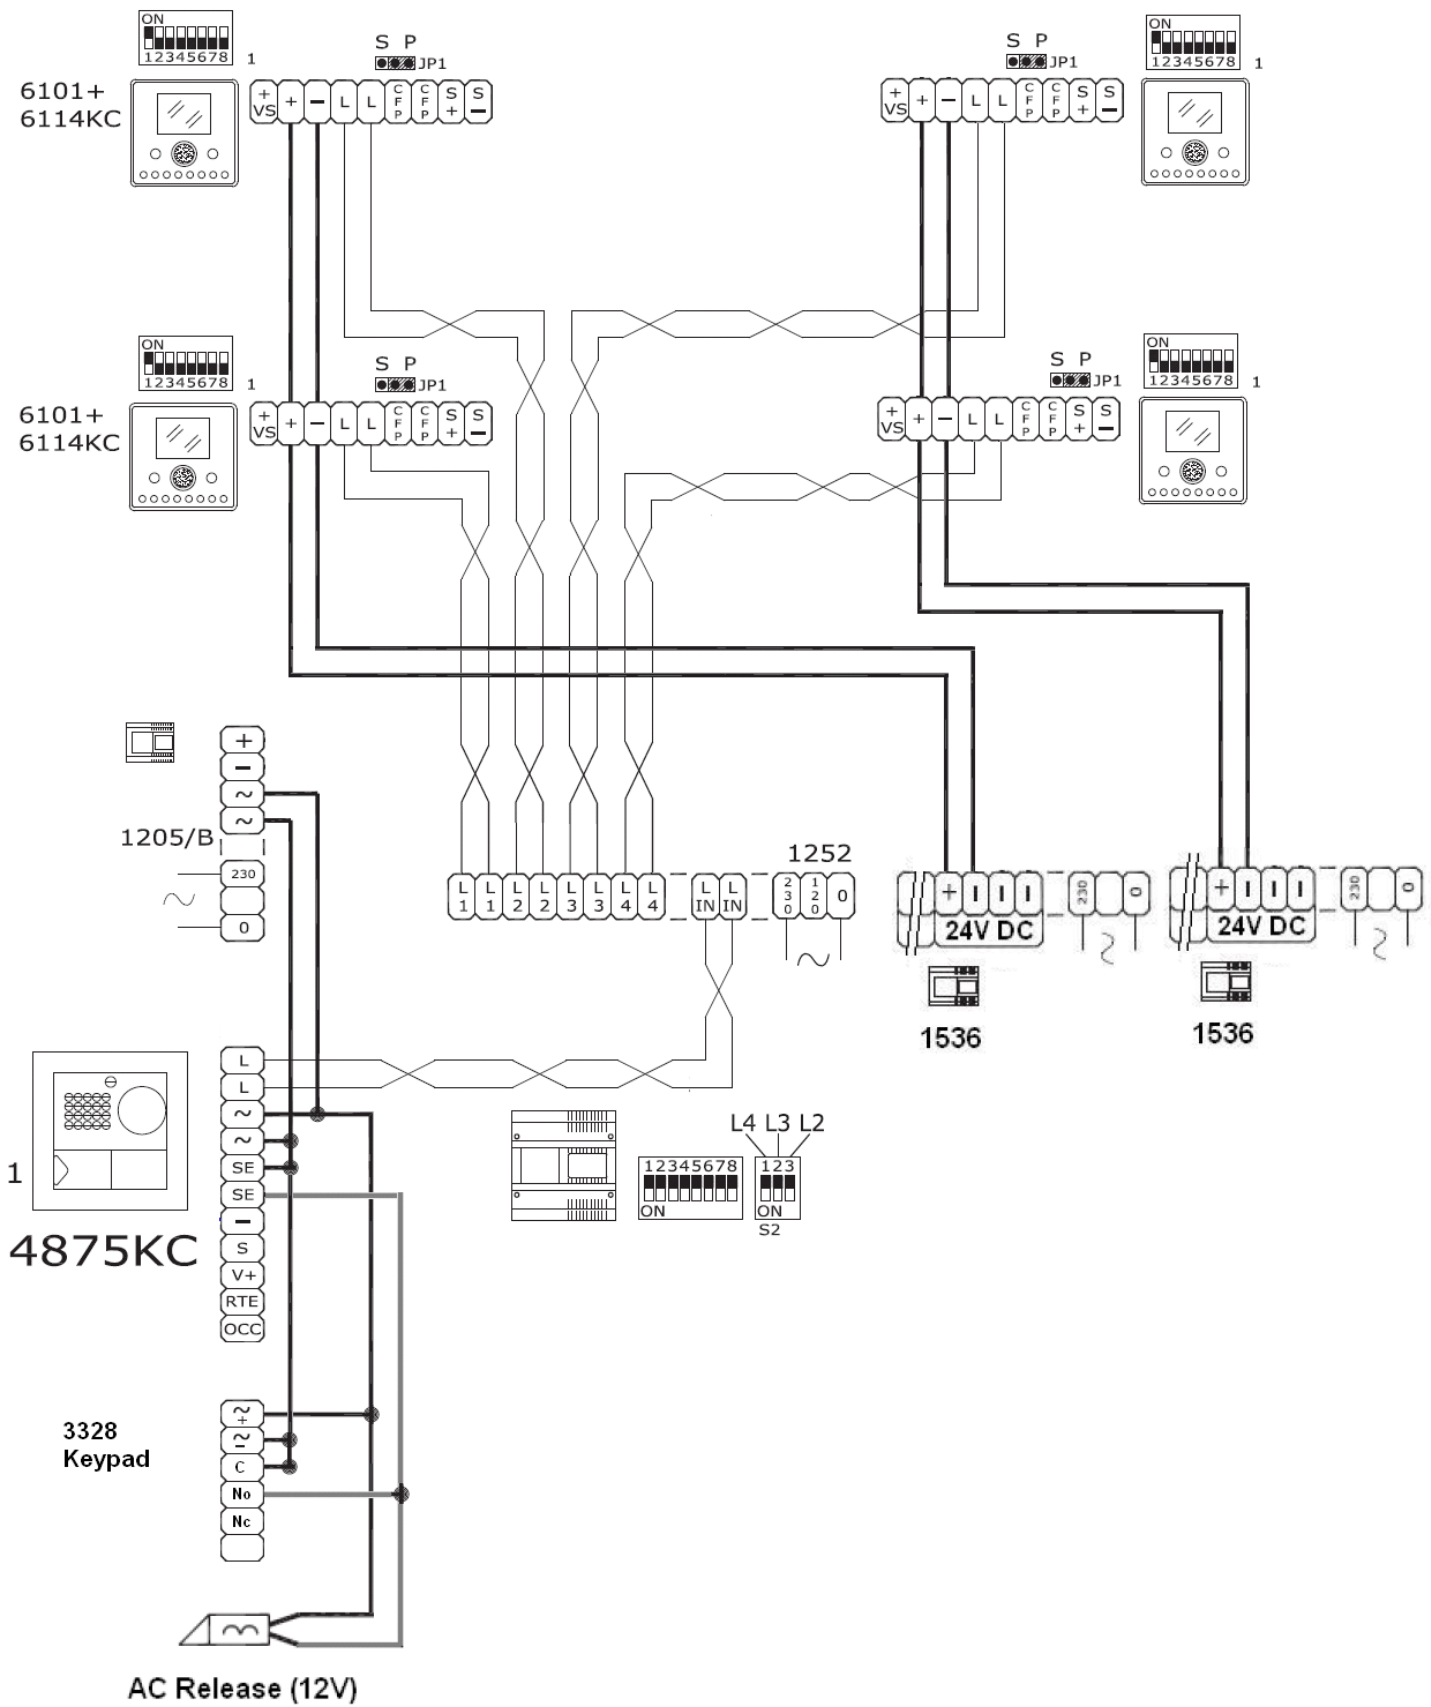 ON
12345678 1
S P
JP1
6101+
6114KC
+ VS + − L L CFP CFP S+ S−
ON
12345678 1
S P
JP1
+ VS + − L L CFP CFP S+ S−
ON
12345678 1
S P
JP1
6101+
6114KC
+ VS + − L L CFP CFP S+ S−
ON
12345678 1
S P
JP1
+ VS + − L L CFP CFP S+ S−
+
−
~
~
1205/B
230
~
0
L1 L1 L2 L2 L3 L3 L4 L4 L IN L IN
1252
230 120 0
~
+ − − −
24V DC
230 0
~
1536
+ − − −
24V DC
230 0
~
1536
1
4875KC
L
L
~
~
SE
SE
−
S
V+
RTE
OCC
12345678
ON
L4 L3 L2
123
ON
S2
3328
Keypad
~+
~−
C
No
Nc
AC Release (12V)